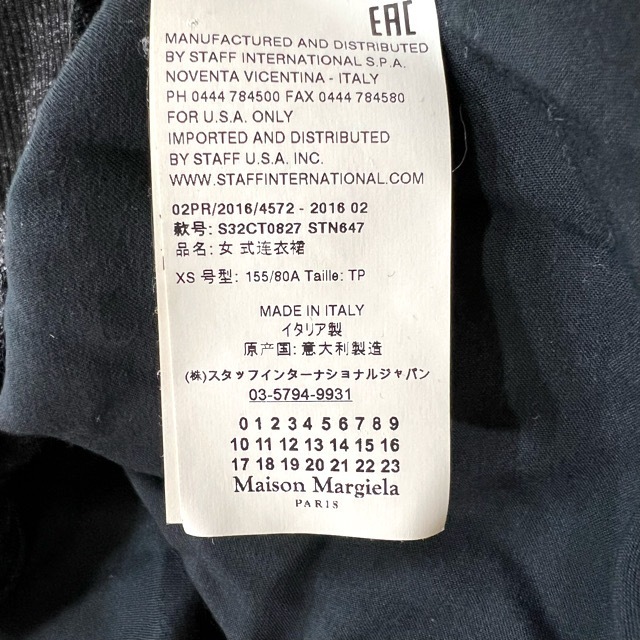 EAC
MANUFACTURED AND DISTRIBUTED
BY STAFF INTERNATIONAL S.P.A.
NOVENTA VICENTINA - ITALY
PH 0444 784500 FAX 0444 784580
FOR U.S.A. ONLY
IMPORTED AND DISTRIBUTED
BY STAFF U.S.A. INC.
WWW.STAFFINTERNATIONAL.COM
02PR/2016/4572 - 2016 02
款号: S32CT0827 STN647
品名: 女 式连衣裙
XS 号型: 155/80A Taille: TP
MADE IN ITALY
イタリア製
原产国: 意大利製造
(株)スタッフインターナショナルジャパン
03-5794-9931
0 1 2 3 4 5 6 7 8 9
10 11 12 13 14 15 16
17 18 19 20 21 22 23
Maison Margiela
PARIS